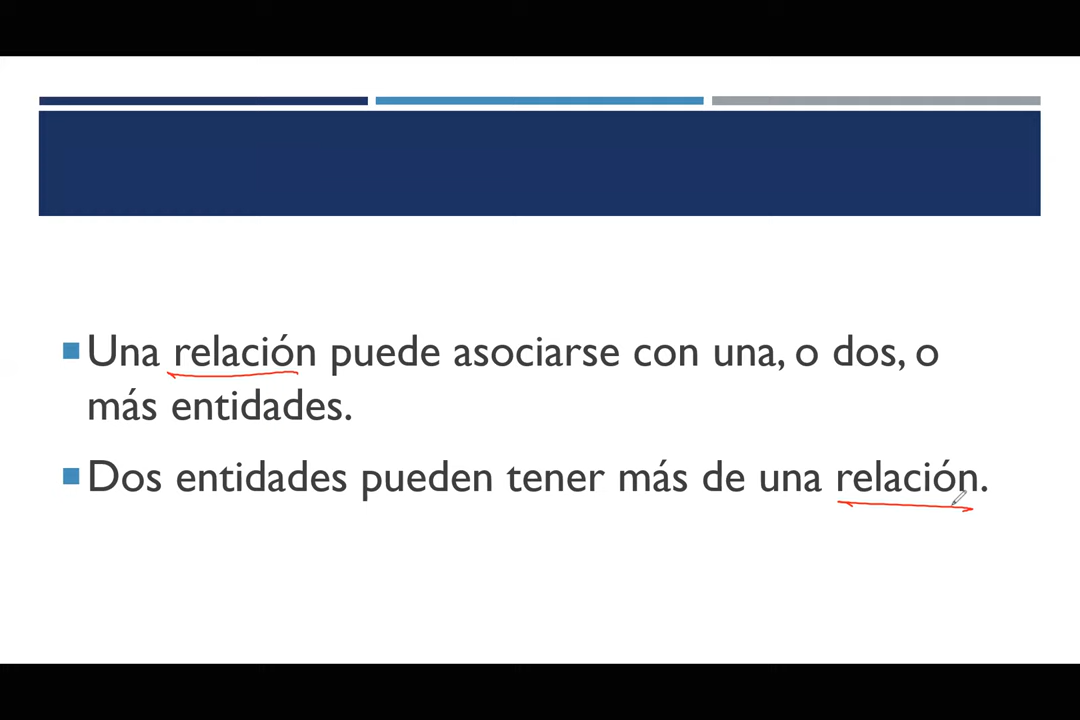 Una relación puede asociarse con una, o dos, o
más entidades.
Dos entidades pueden tener más de una relación.